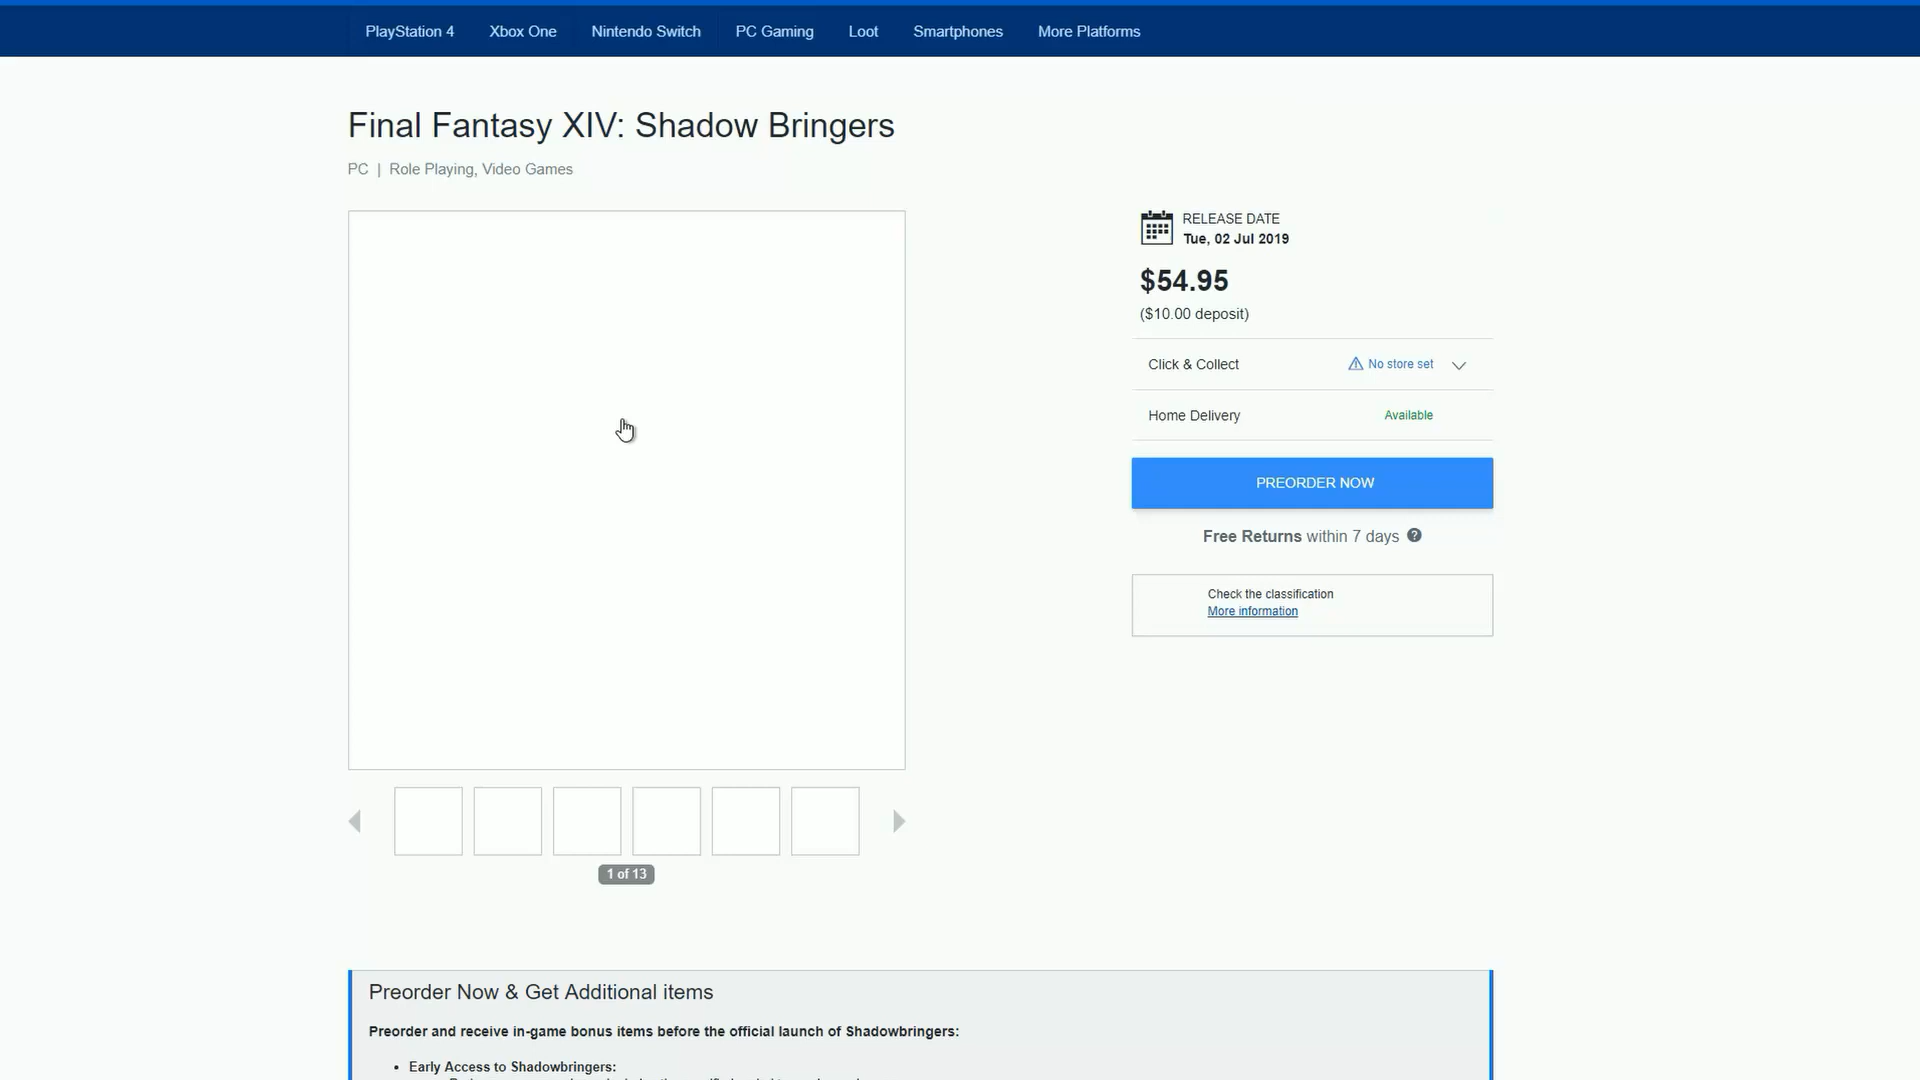 PlayStation 4 Xbox One Nintendo Switch PC Gaming Loot Smartphones More Platforms
Final Fantasy XIV: Shadow Bringers
PC | Role Playing, Video Games
RELEASE DATE
Tue, 02 Jul 2019
$54.95
($10.00 deposit)
Click & Collect No store set
Home Delivery Available
PREORDER NOW
Free Returns within 7 days
Check the classification
More information
1 of 13
Preorder Now & Get Additional items
Preorder and receive in-game bonus items before the official launch of Shadowbringers:
• Early Access to Shadowbringers: